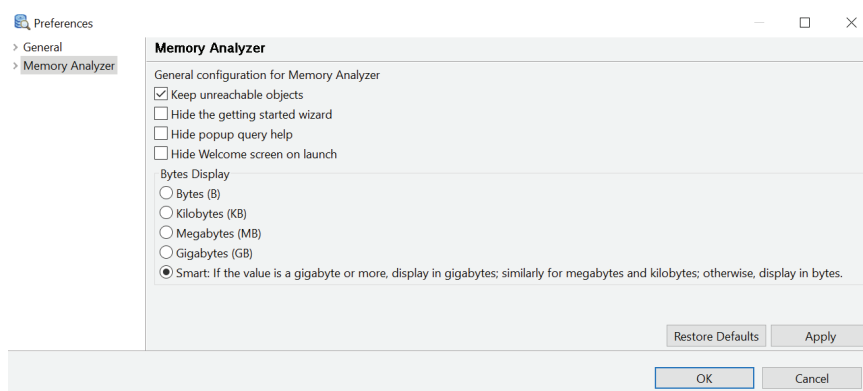 Preferences
General
Memory Analyzer
Memory Analyzer
General configuration for Memory Analyzer
Keep unreachable objects
Hide the getting started wizard
Hide popup query help
Hide Welcome screen on launch
Bytes Display
Bytes (B)
Kilobytes (KB)
Megabytes (MB)
Gigabytes (GB)
Smart: If the value is a gigabyte or more, display in gigabytes; similarly for megabytes and kilobytes; otherwise, display in bytes.
Restore Defaults Apply
OK Cancel